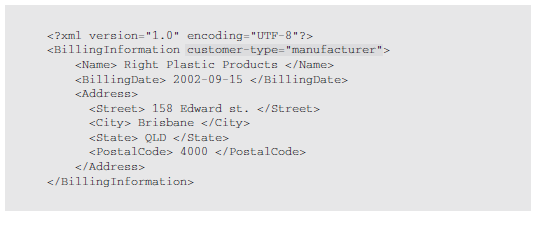 <?xml version="1.0" encoding="UTF-8"?>
<BillingInformation customer-type="manufacturer">
<Name> Right Plastic Products </Name>
<BillingDate> 2002-09-15 </BillingDate>
<Address>
<Street> 158 Edward st. </Street>
<City> Brisbane </City>
<State> QLD </State>
<PostalCode> 4000 </PostalCode>
</Address>
</BillingInformation>